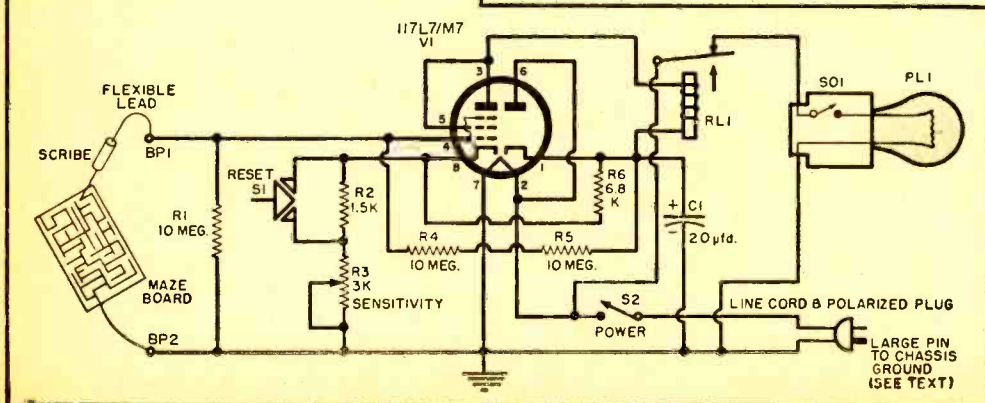 117L7/M7
V1
3
6
5
4
8
7
2
1
FLEXIBLE
LEAD
SCRIBE
BP1
RESET
S1
R1
10 MEG.
R2
1.5K
R3
3K
SENSITIVITY
R4
10 MEG.
R5
10 MEG.
R6
6.8
K
+
C1
-
20 µfd.
RL1
SO1
PL1
MAZE
BOARD
BP2
S2
POWER
LINE CORD & POLARIZED PLUG
LARGE PIN
TO CHASSIS
GROUND
(SEE TEXT)